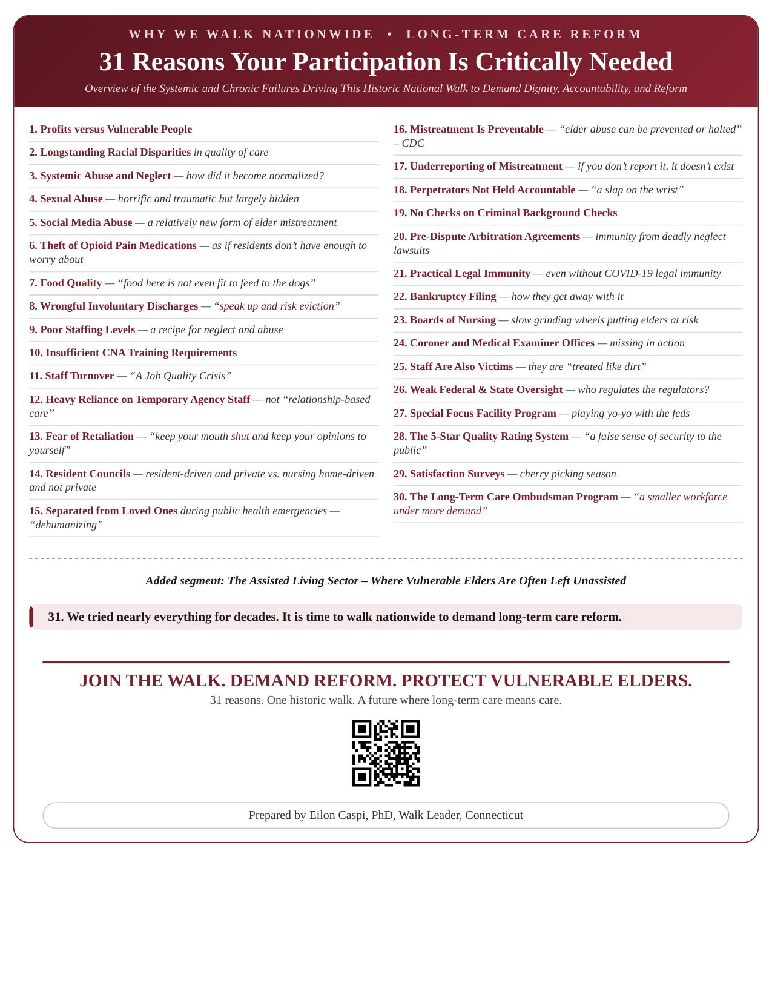 WHY WE WALK NATIONWIDE • LONG-TERM CARE REFORM
31 Reasons Your Participation Is Critically Needed
Overview of the Systemic and Chronic Failures Driving This Historic National Walk to Demand Dignity, Accountability, and Reform
1. Profits versus Vulnerable People
2. Longstanding Racial Disparities in quality of care
3. Systemic Abuse and Neglect — how did it become normalized?
4. Sexual Abuse — horrific and traumatic but largely hidden
5. Social Media Abuse — a relatively new form of elder mistreatment
6. Theft of Opioid Pain Medications — as if residents don’t have enough to
worry about
7. Food Quality — “food here is not even fit to feed to the dogs”
8. Wrongful Involuntary Discharges — “speak up and risk eviction”
9. Poor Staffing Levels — a recipe for neglect and abuse
10. Insufficient CNA Training Requirements
11. Staff Turnover — “A Job Quality Crisis”
12. Heavy Reliance on Temporary Agency Staff — not “relationship-based
care”
13. Fear of Retaliation — “keep your mouth shut and keep your opinions to
yourself”
14. Resident Councils — resident-driven and private vs. nursing home-driven
and not private
15. Separated from Loved Ones during public health emergencies —
“dehumanizing”
16. Mistreatment Is Preventable — “elder abuse can be prevented or halted”
– CDC
17. Underreporting of Mistreatment — if you don’t report it, it doesn’t exist
18. Perpetrators Not Held Accountable — “a slap on the wrist”
19. No Checks on Criminal Background Checks
20. Pre-Dispute Arbitration Agreements — immunity from deadly neglect
lawsuits
21. Practical Legal Immunity — even without COVID-19 legal immunity
22. Bankruptcy Filing — how they get away with it
23. Boards of Nursing — slow grinding wheels putting elders at risk
24. Coroner and Medical Examiner Offices — missing in action
25. Staff Are Also Victims — they are “treated like dirt”
26. Weak Federal & State Oversight — who regulates the regulators?
27. Special Focus Facility Program — playing yo-yo with the feds
28. The 5-Star Quality Rating System — “a false sense of security to the
public”
29. Satisfaction Surveys — cherry picking season
30. The Long-Term Care Ombudsman Program — “a smaller workforce
under more demand”
Added segment: The Assisted Living Sector – Where Vulnerable Elders Are Often Left Unassisted
31. We tried nearly everything for decades. It is time to walk nationwide to demand long-term care reform.
JOIN THE WALK. DEMAND REFORM. PROTECT VULNERABLE ELDERS.
31 reasons. One historic walk. A future where long-term care means care.
Prepared by Eilon Caspi, PhD, Walk Leader, Connecticut